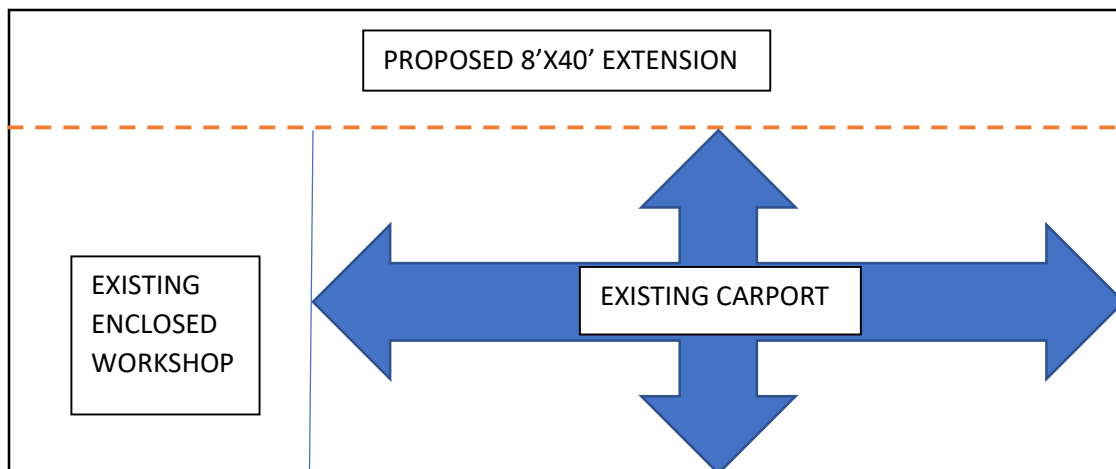 PROPOSED 8’X40’ EXTENSION
EXISTING
ENCLOSED
WORKSHOP
EXISTING CARPORT